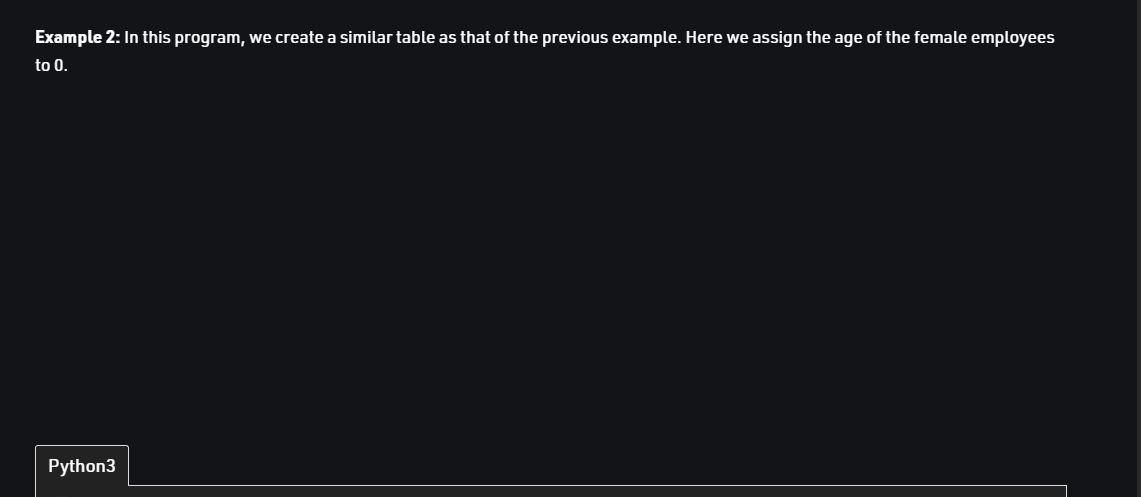 Example 2: In this program, we create a similar table as that of the previous example. Here we assign the age of the female employees
to 0.
Python3